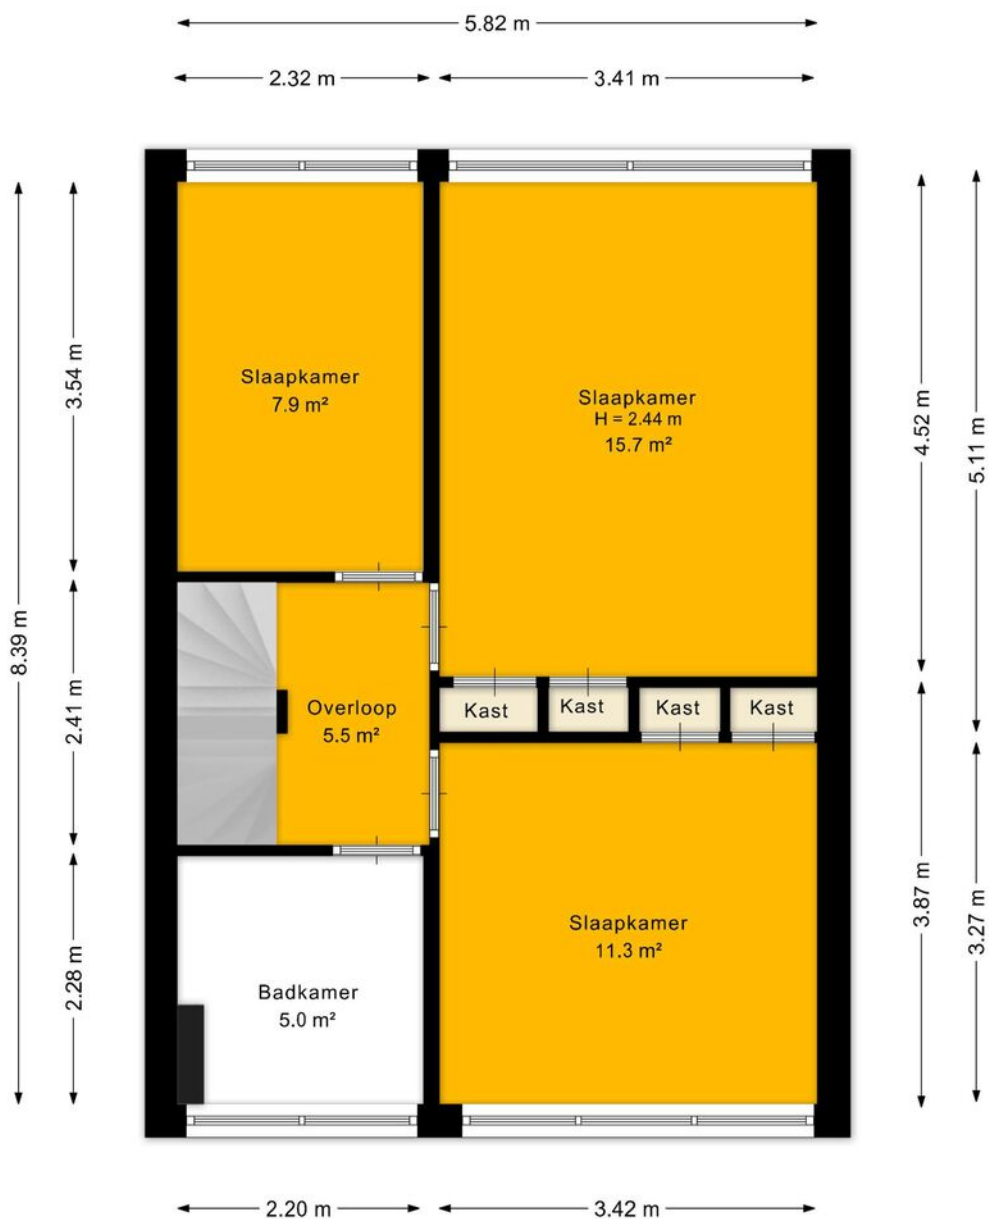 5.82 m
2.32 m
3.41 m
3.54 m
4.52 m
5.11 m
8.39 m
Slaapkamer
7.9 m²
Slaapkamer
H = 2.44 m
15.7 m²
2.41 m
Overloop
5.5 m²
Kast
Kast
Kast
Kast
3.87 m
3.27 m
Slaapkamer
11.3 m²
2.28 m
Badkamer
5.0 m²
2.20 m
3.42 m